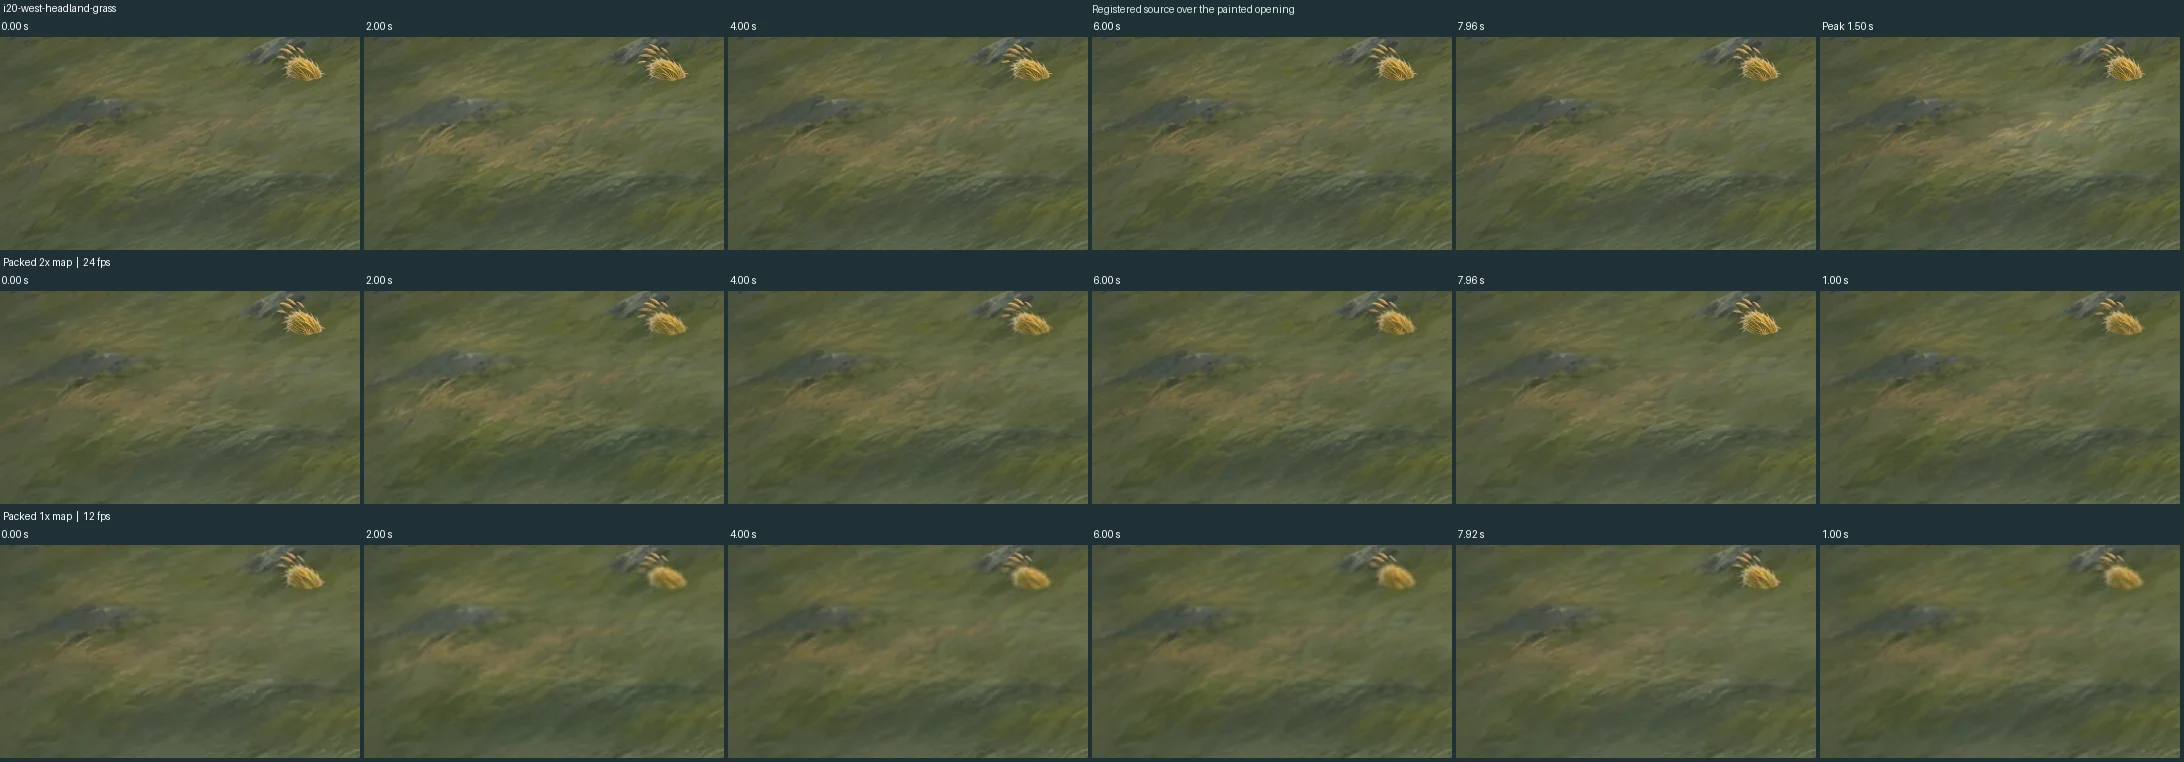 i20-west-headland-grass
Registered source over the painted opening
0.00 s
2.00 s
4.00 s
6.00 s
7.96 s
Peak 1.50 s
Packed 2x map | 24 fps
0.00 s
2.00 s
4.00 s
6.00 s
7.96 s
1.00 s
Packed 1x map | 12 fps
0.00 s
2.00 s
4.00 s
6.00 s
7.92 s
1.00 s